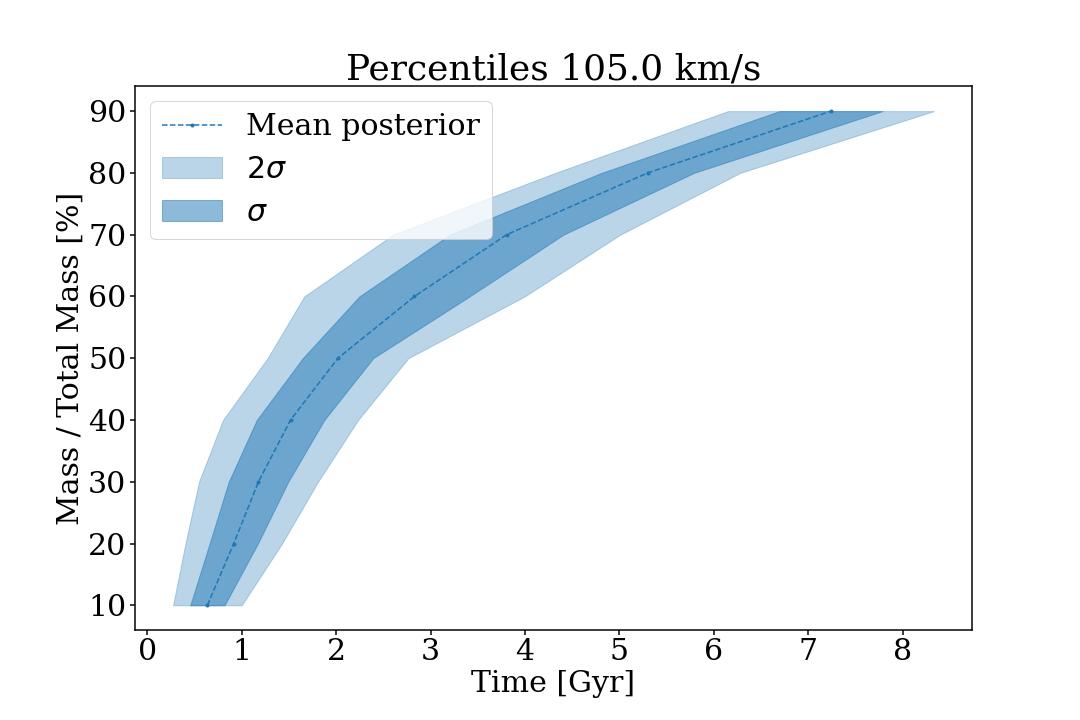 Percentiles 105.0 km/s
Mean posterior
2σ
σ
Mass / Total Mass [%]
90
80
70
60
50
40
30
20
10
0 1 2 3 4 5 6 7 8
Time [Gyr]